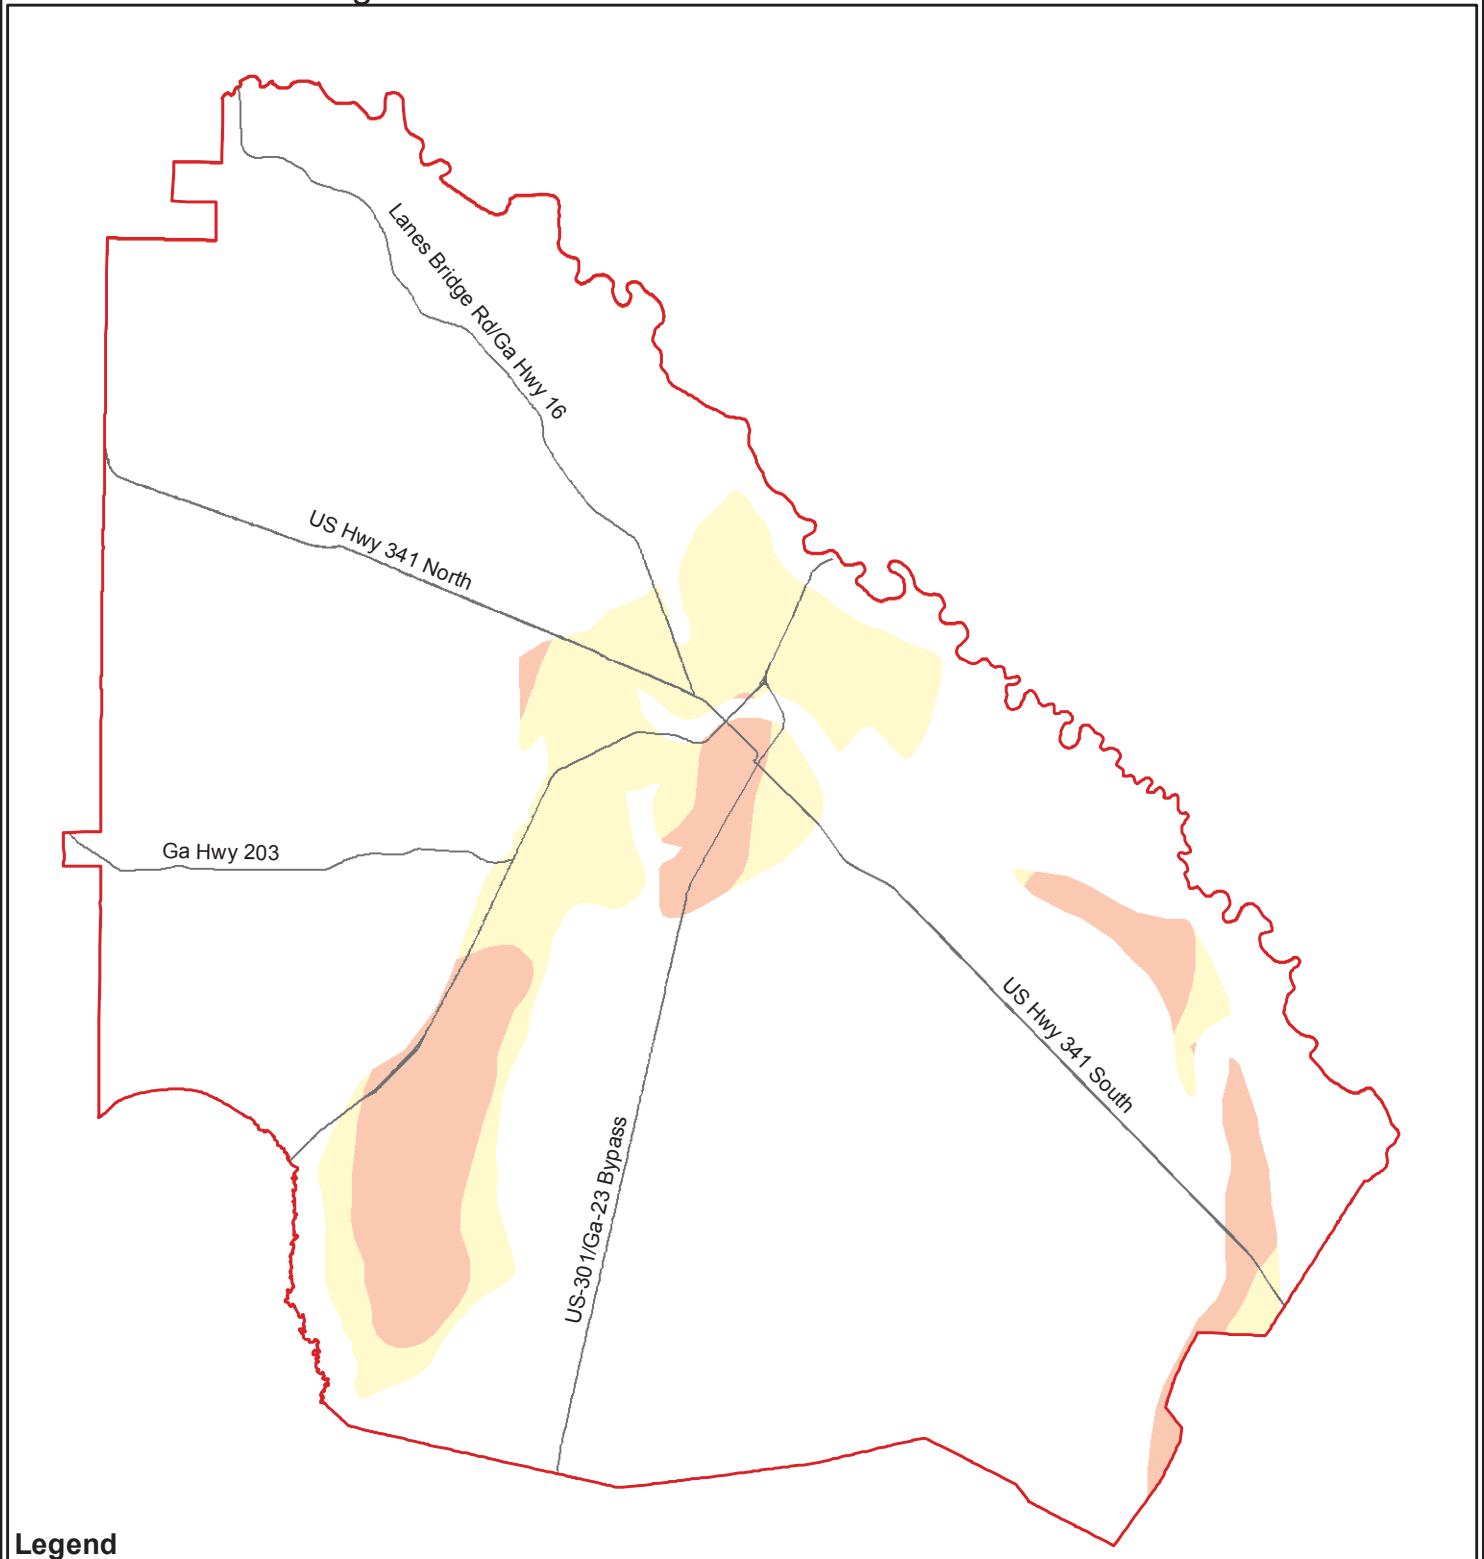 Lanes Bridge Rd/Ga Hwy 16
US Hwy 341 North
Ga Hwy 203
US Hwy 341 South
US-301/Ga-23 Bypass
Legend